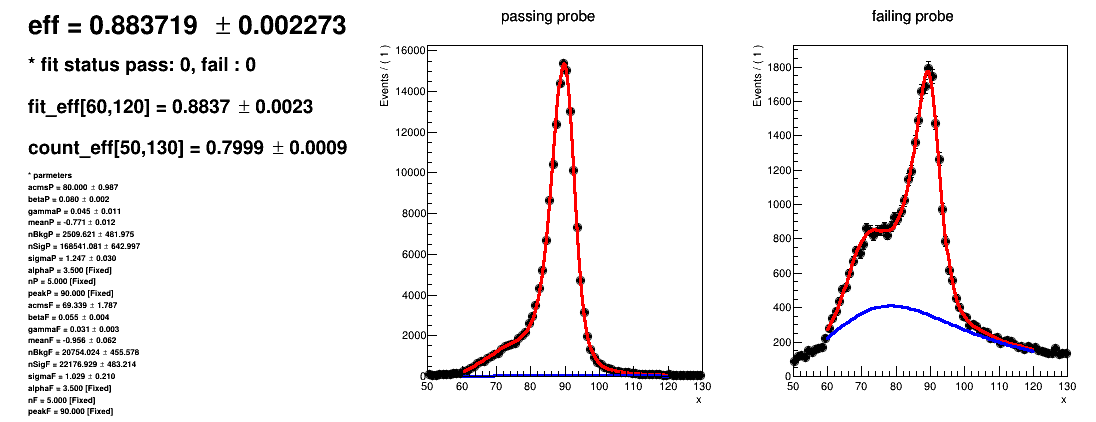 eff = 0.883719 ± 0.002273
* fit status pass: 0, fail : 0
fit_eff[60,120] = 0.8837 ± 0.0023
count_eff[50,130] = 0.7999 ± 0.0009
* parmeters
acmsP = 80.000 ± 0.987
betaP = 0.080 ± 0.002
gammaP = 0.045 ± 0.011
meanP = -0.771 ± 0.012
nBkgP = 2509.621 ± 481.975
nSigP = 168541.081 ± 642.997
sigmaP = 1.247 ± 0.030
alphaP = 3.500 [Fixed]
nP = 5.000 [Fixed]
peakP = 90.000 [Fixed]
acmsF = 69.339 ± 1.787
betaF = 0.055 ± 0.004
gammaF = 0.031 ± 0.003
meanF = -0.956 ± 0.062
nBkgF = 20754.024 ± 455.578
nSigF = 22176.929 ± 483.214
sigmaF = 1.029 ± 0.210
alphaF = 3.500 [Fixed]
nF = 5.000 [Fixed]
peakF = 90.000 [Fixed]
passing probe
Events / ( 1 )
16000
14000
12000
10000
8000
6000
4000
2000
0
50 60 70 80 90 100 110 120 130
x
failing probe
Events / ( 1 )
1800
1600
1400
1200
1000
800
600
400
200
0
50 60 70 80 90 100 110 120 130
x